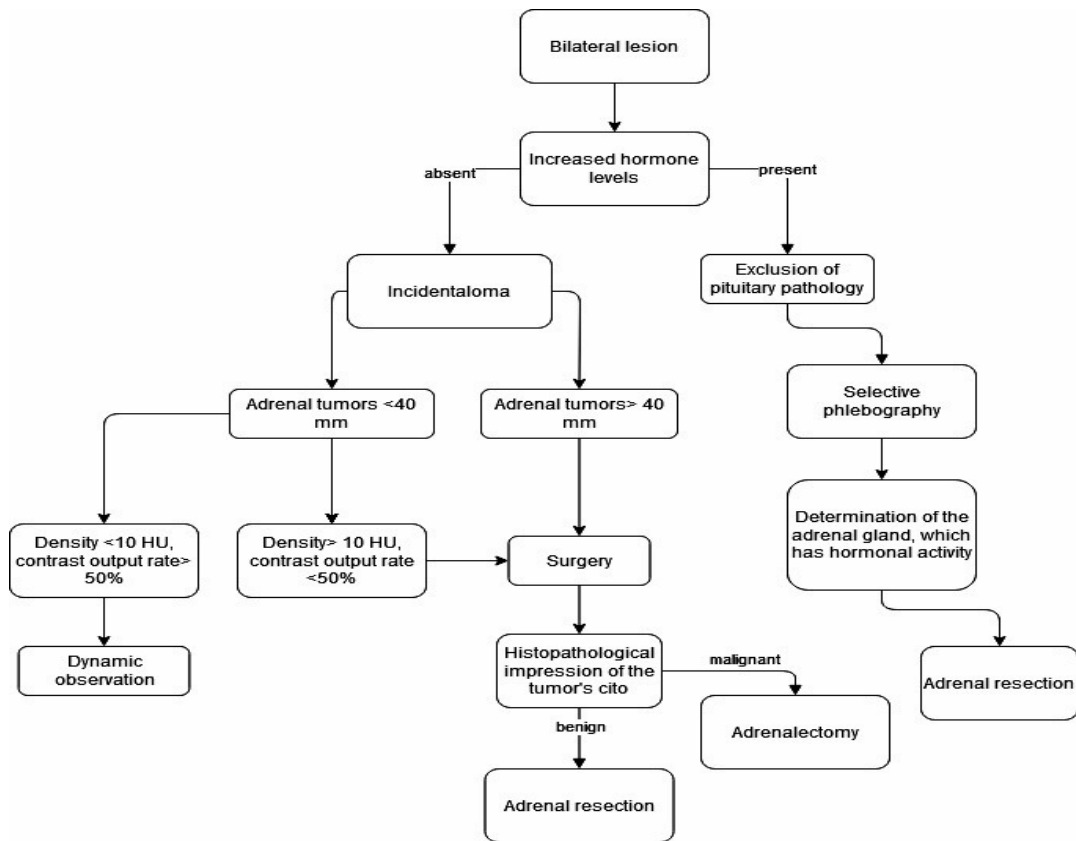 Bilateral lesion
Increased hormone
levels
absent
present
Incidentaloma
Exclusion of
pituitary pathology
Adrenal tumors <40
mm
Adrenal tumors> 40
mm
Selective
phlebography
Density <10 HU,
contrast output rate>
50%
Density> 10 HU,
contrast output rate
<50%
Surgery
Determination of the
adrenal gland, which
has hormonal activity
Dynamic
observation
Histopathological
impression of the
tumor's cito
malignant
benign
Adrenalectomy
Adrenal resection
Adrenal resection